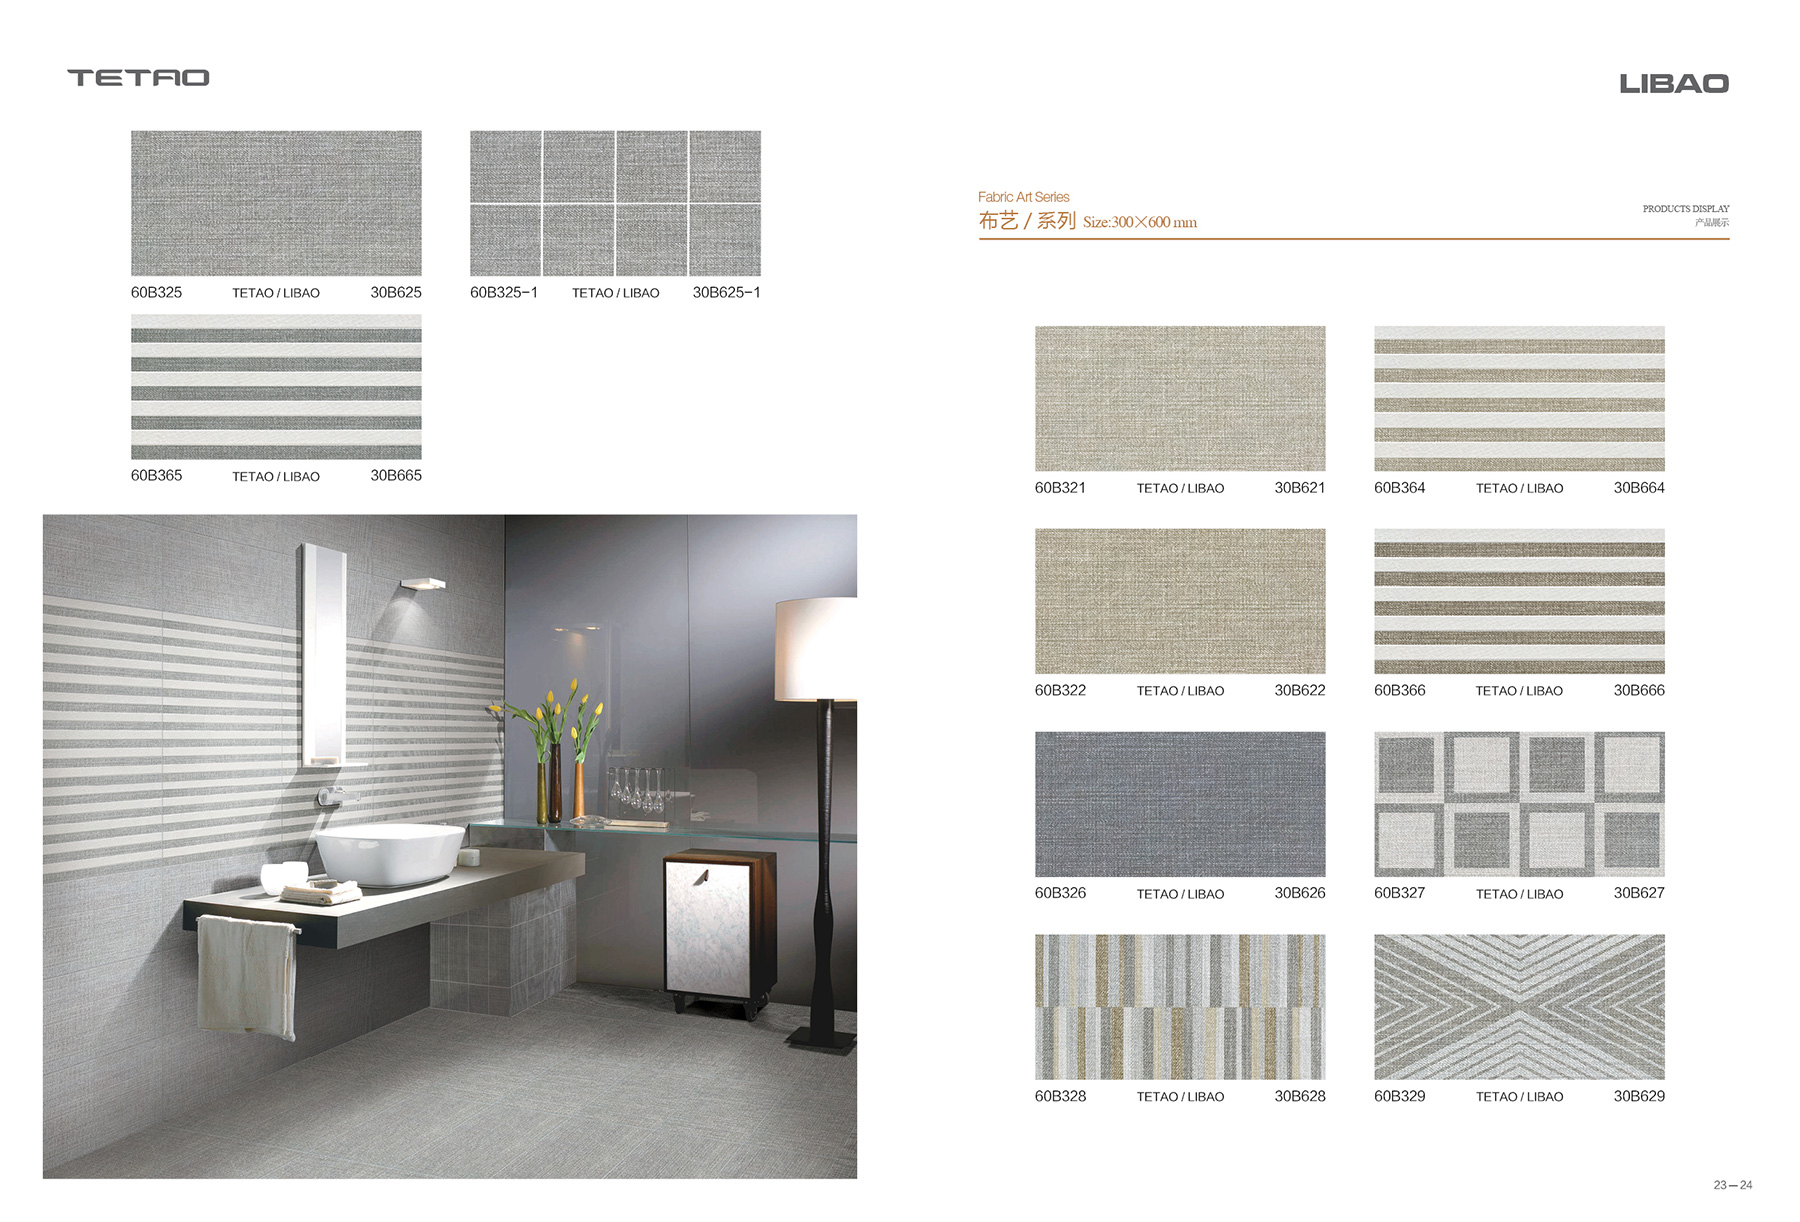 TETAO
60B325 TETAO / LIBAO 30B625
60B325-1 TETAO / LIBAO 30B625-1
60B365 TETAO / LIBAO 30B665
LIBAO
Fabric Art Series
布艺 / 系列 Size:300×600 mm
PRODUCTS DISPLAY
产品展示
60B321 TETAO / LIBAO 30B621
60B364 TETAO / LIBAO 30B664
60B322 TETAO / LIBAO 30B622
60B366 TETAO / LIBAO 30B666
60B326 TETAO / LIBAO 30B626
60B327 TETAO / LIBAO 30B627
60B328 TETAO / LIBAO 30B628
60B329 TETAO / LIBAO 30B629
23—24